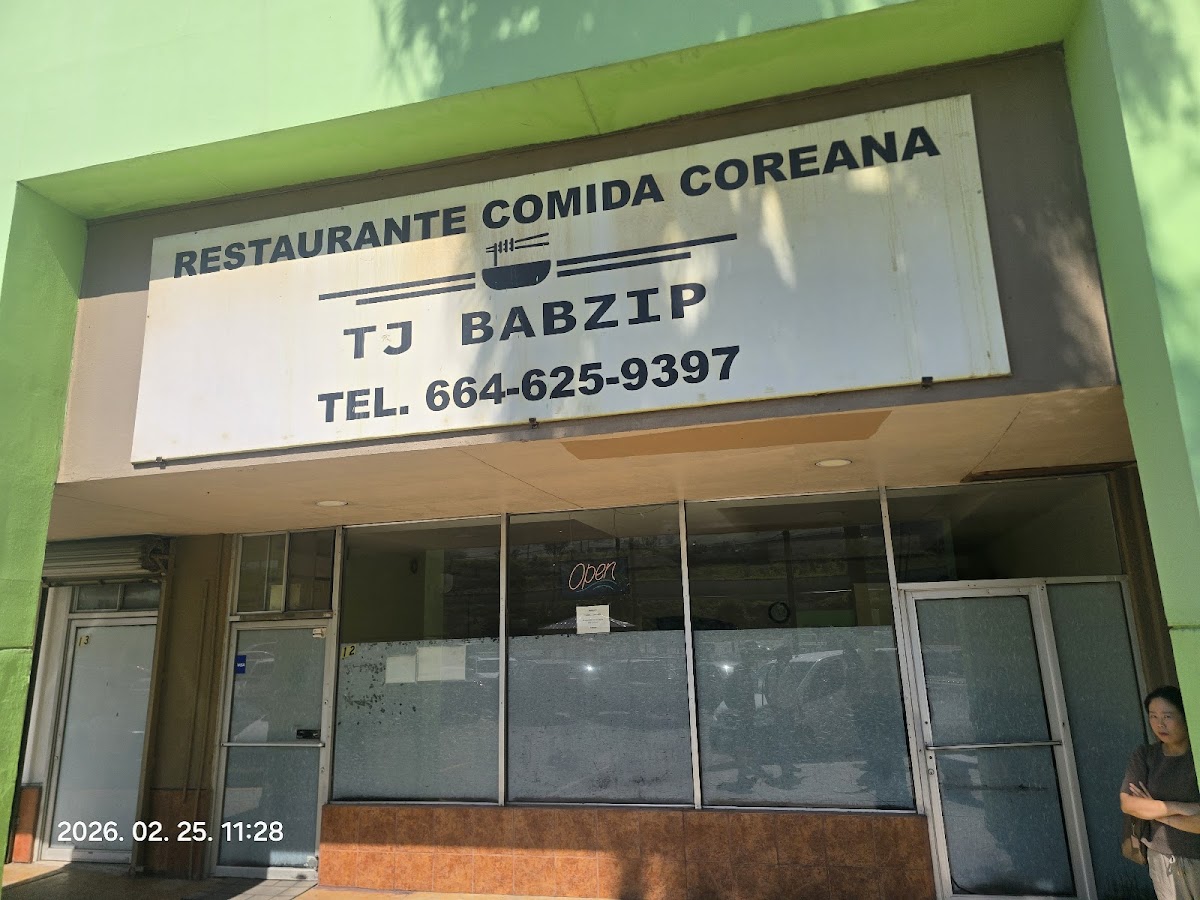 RESTAURANTE COMIDA COREANA
TJ BABZIP
TEL. 664-625-9397
Open
13
12
2026. 02. 25. 11:28